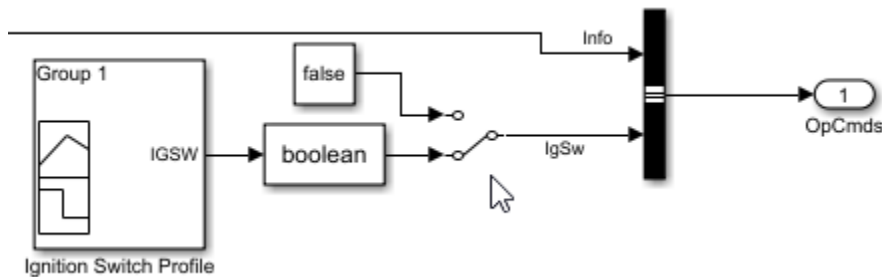 Info
Group 1
false
IGSW
boolean
IgSw
1
OpCmds
Ignition Switch Profile